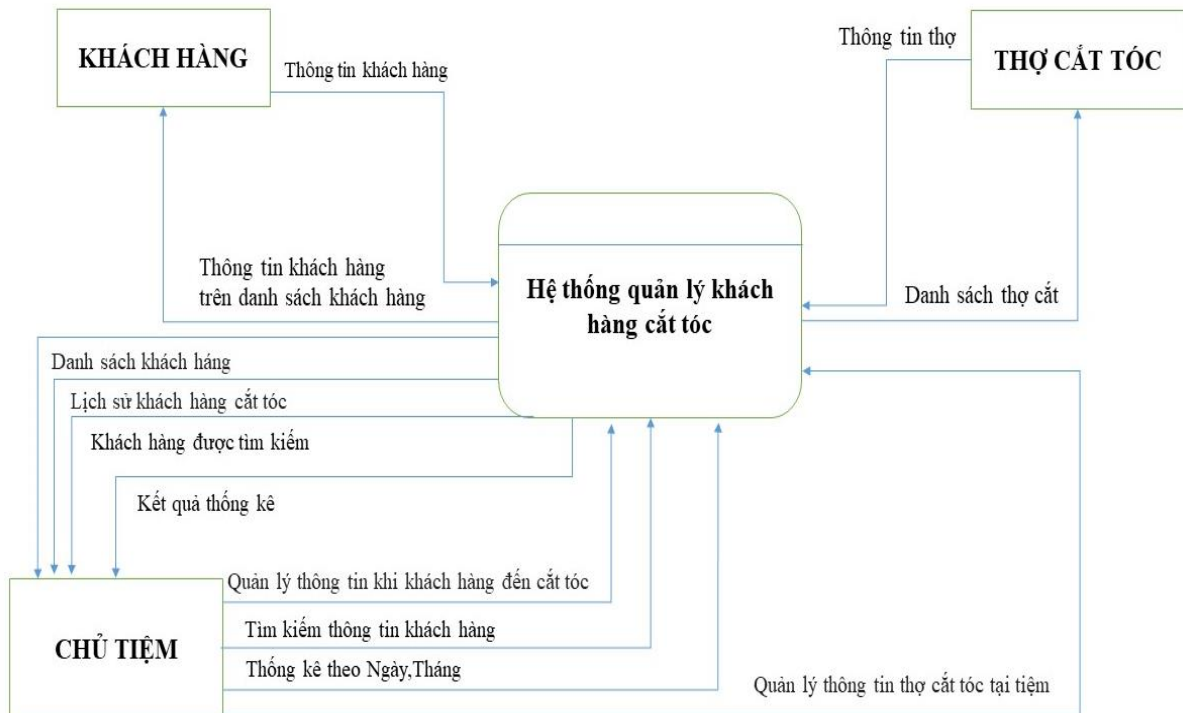 KHÁCH HÀNG
Thông tin khách hàng
Thông tin thợ
THỢ CẮT TÓC
Thông tin khách hàng
trên danh sách khách hàng
Hệ thống quản lý khách
hàng cắt tóc
Danh sách thợ cắt
Danh sách khách háng
Lịch sử khách hàng cắt tóc
Khách hàng được tìm kiếm
Kết quả thống kê
Quản lý thông tin khi khách hàng đến cắt tóc
CHỦ TIỆM
Tìm kiếm thông tin khách hàng
Thống kê theo Ngày,Tháng
Quản lý thông tin thợ cắt tóc tại tiệm